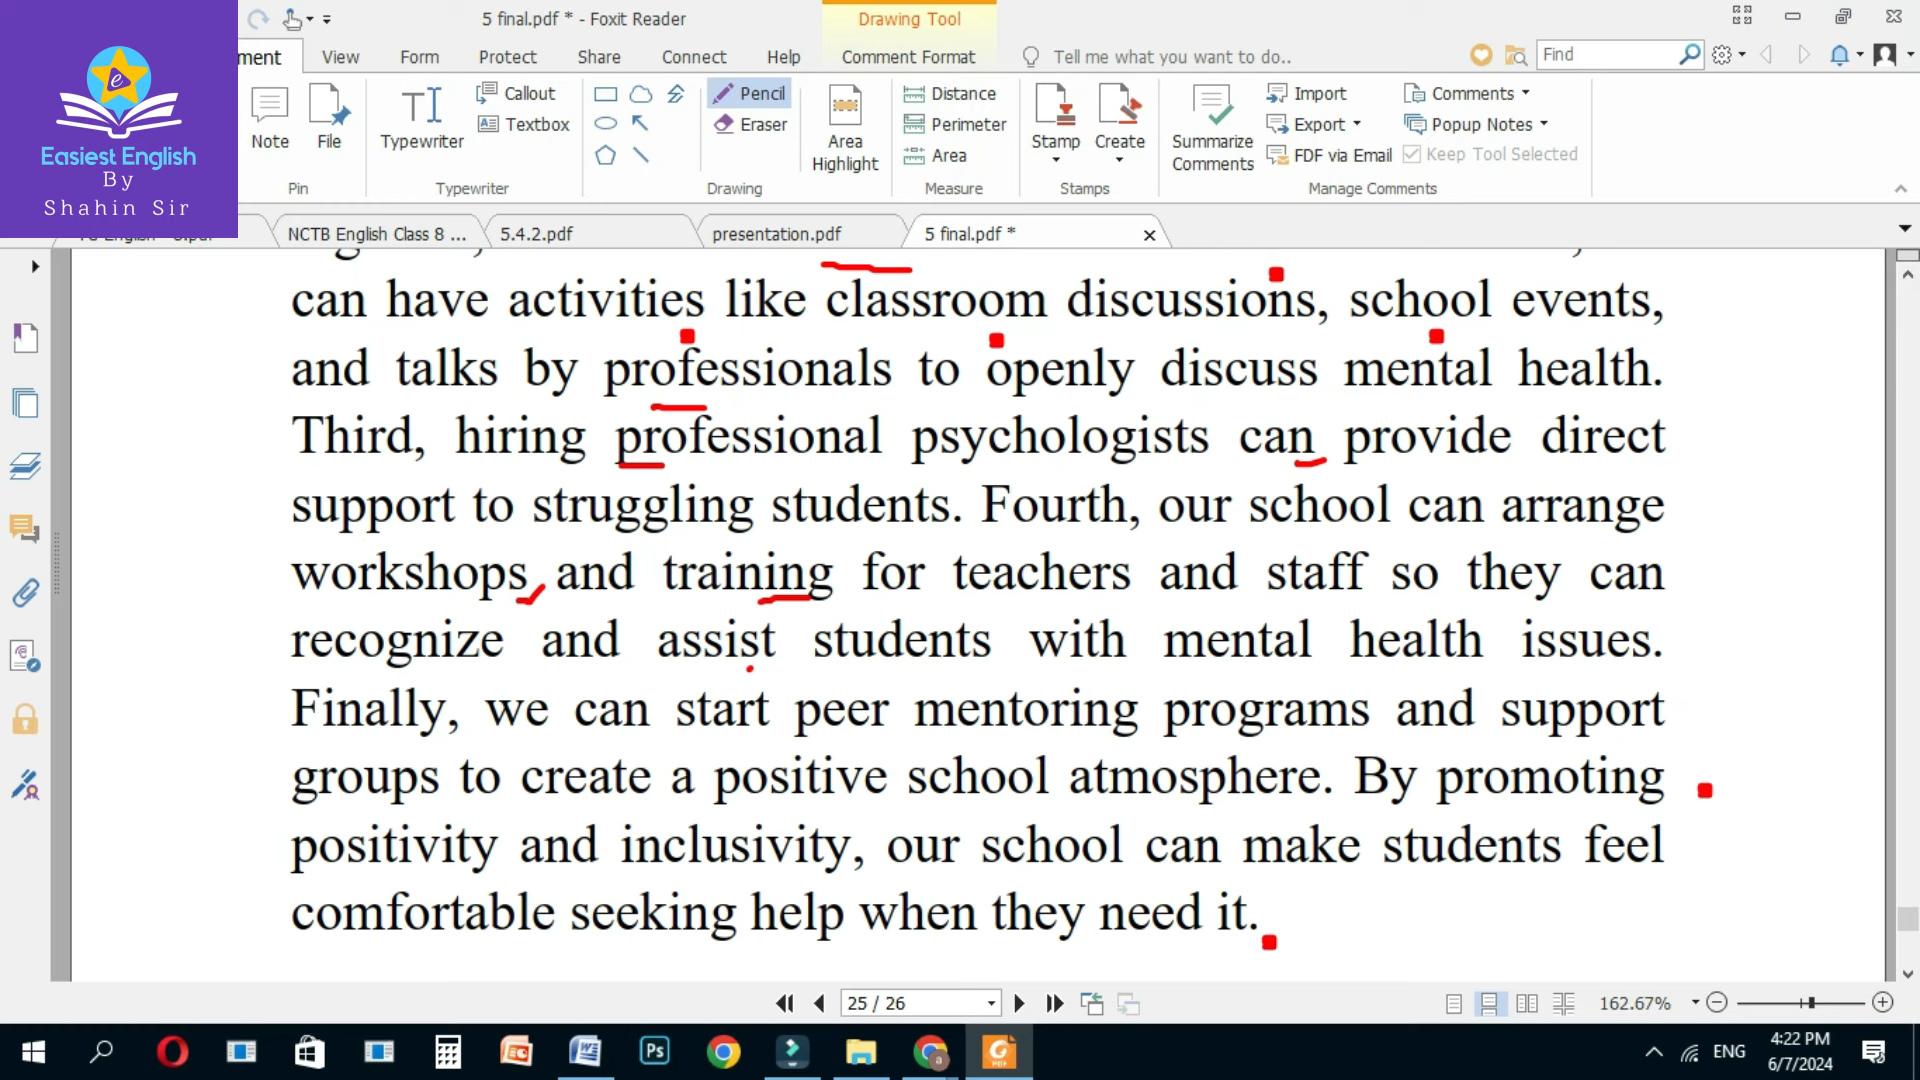 5 final.pdf * - Foxit Reader
Drawing Tool
ment View Form Protect Share Connect Help Comment Format Tell me what you want to do.. Find
Note File Typewriter Callout Textbox Pencil Eraser Area Highlight Distance Perimeter Area Stamp Create Summarize Comments Import Export FDF via Email Comments Popup Notes Keep Tool Selected
Pin Typewriter Drawing Measure Stamps Manage Comments
e
Easiest English
By
Shahin Sir
NCTB English Class 8 ... 5.4.2.pdf presentation.pdf 5 final.pdf *
can have activities like classroom discussions, school events,
and talks by professionals to openly discuss mental health.
Third, hiring professional psychologists can provide direct
support to struggling students. Fourth, our school can arrange
workshops and training for teachers and staff so they can
recognize and assist students with mental health issues.
Finally, we can start peer mentoring programs and support
groups to create a positive school atmosphere. By promoting
positivity and inclusivity, our school can make students feel
comfortable seeking help when they need it.
25 / 26 162.67%
Ps ENG 4:22 PM
6/7/2024